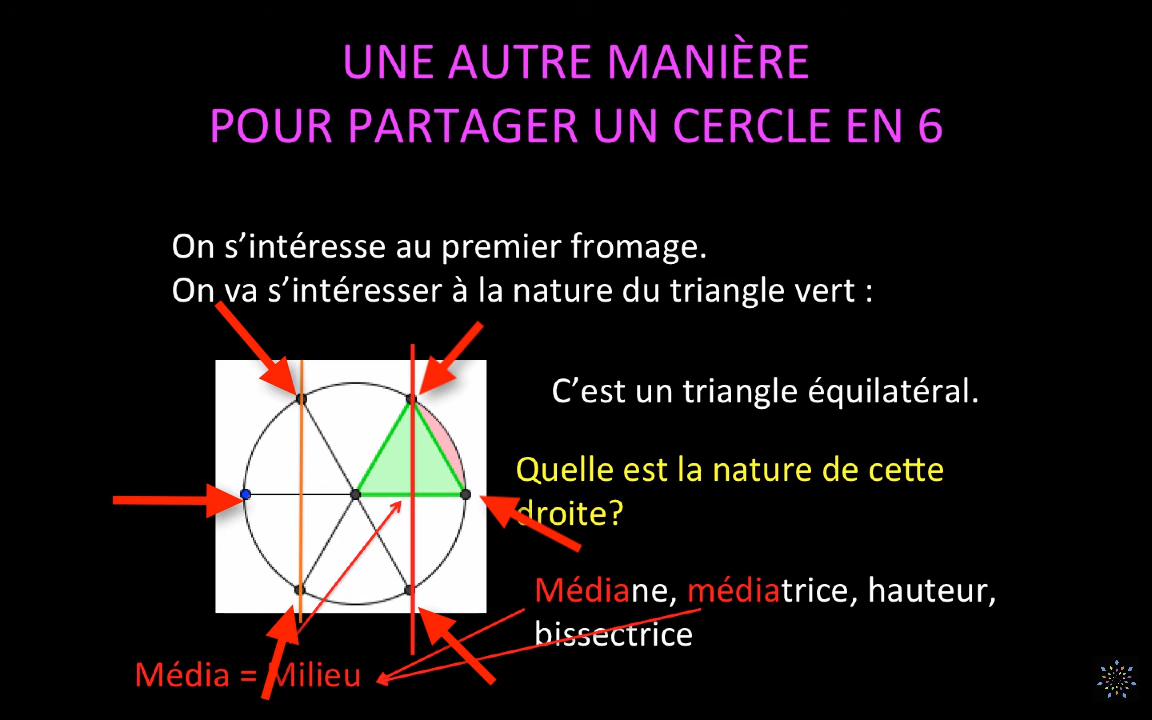 UNE AUTRE MANIÈRE
POUR PARTAGER UN CERCLE EN 6
On s’intéresse au premier fromage.
On va s’intéresser à la nature du triangle vert :
C’est un triangle équilatéral.
Quelle est la nature de cette
droite?
Médiane, médiatrice, hauteur,
bissectrice
Média = Milieu